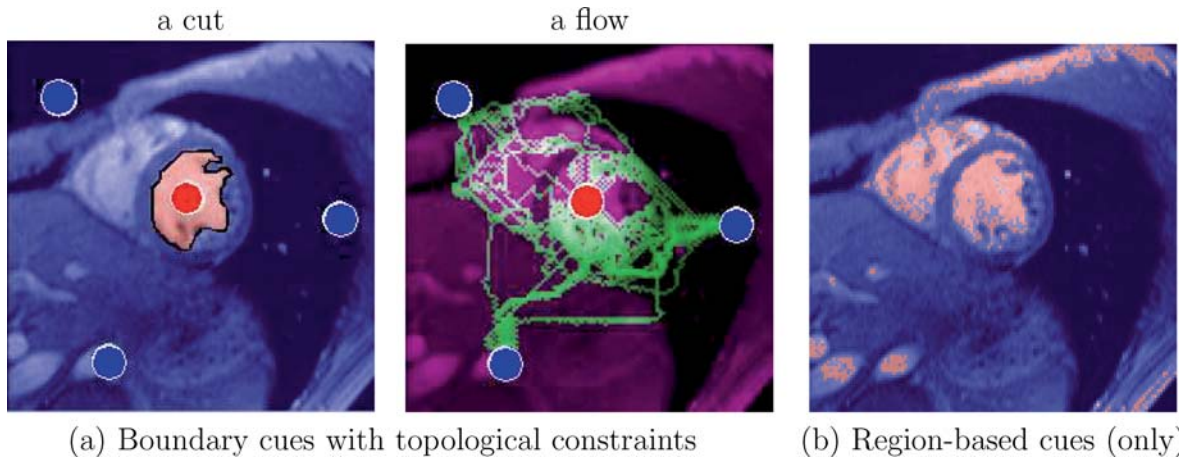 a cut
a flow
(a) Boundary cues with topological constraints
(b) Region-based cues (only)